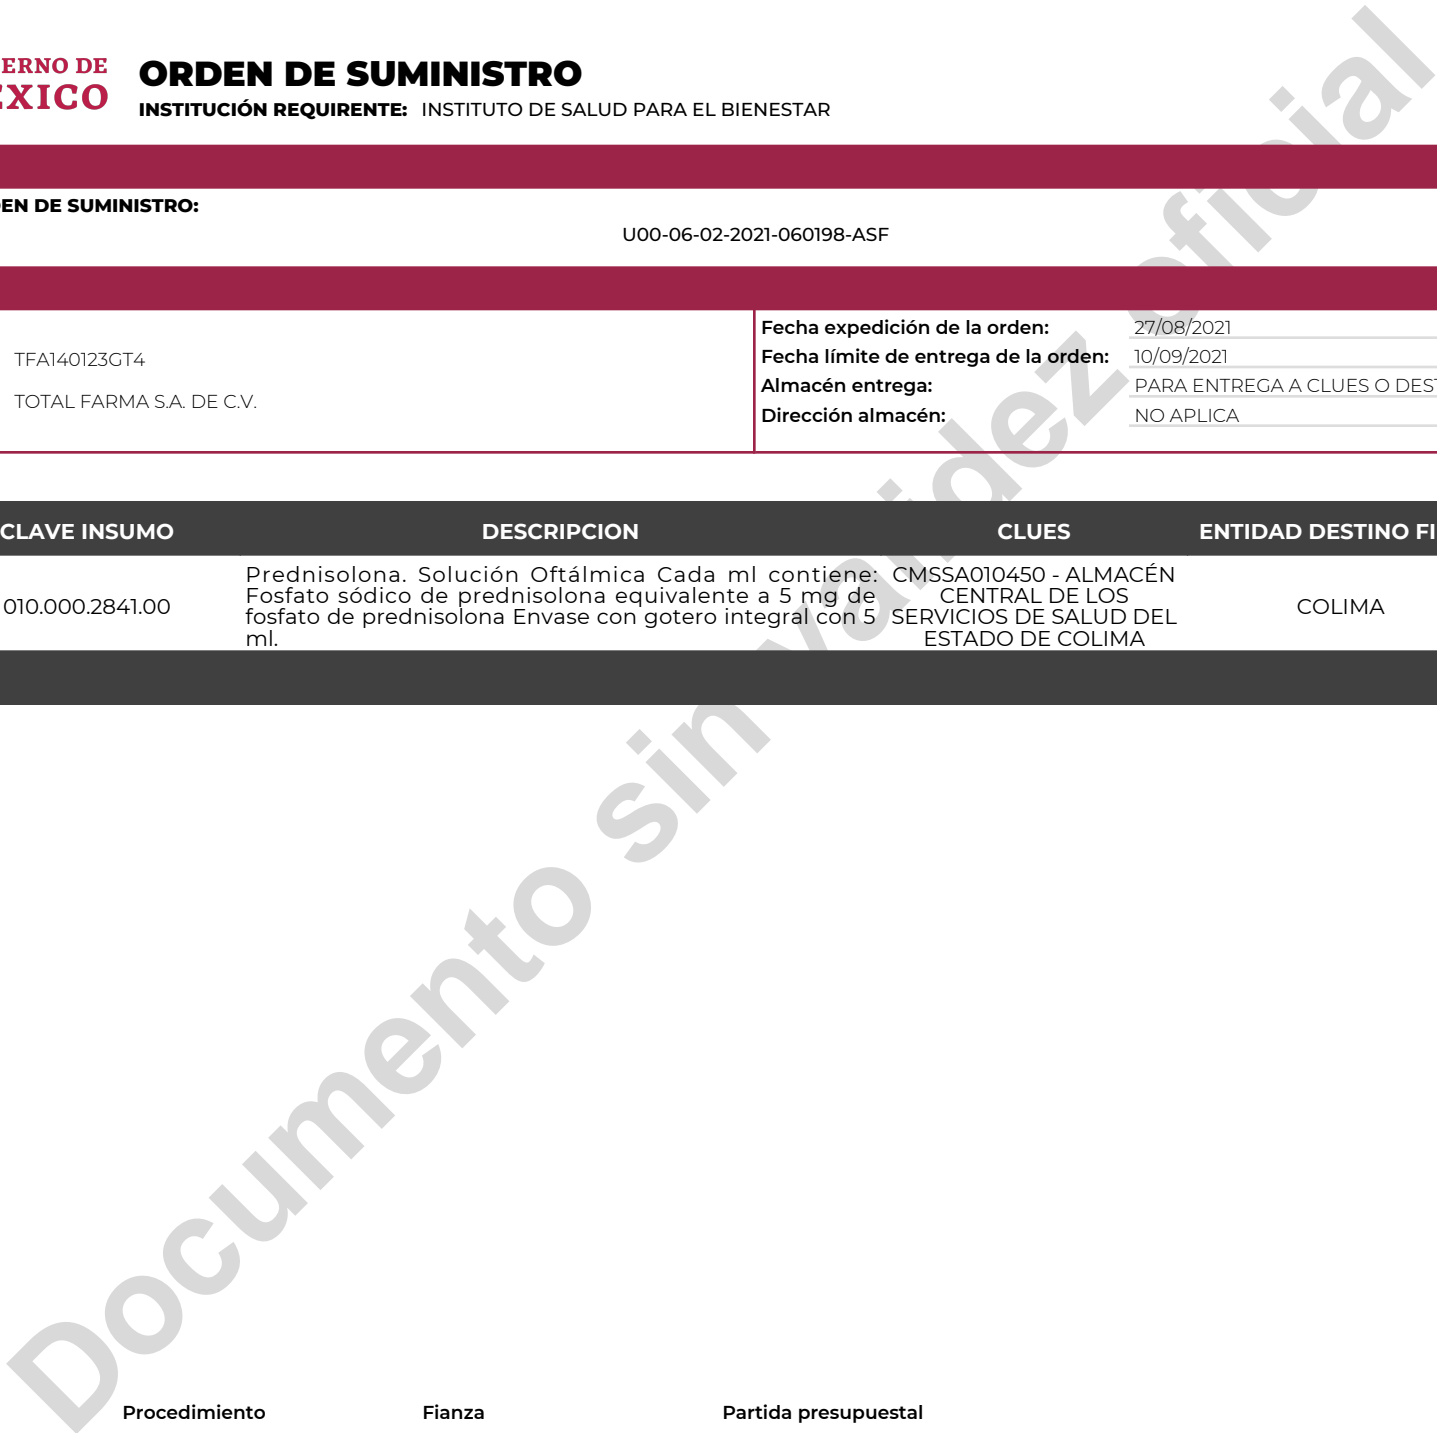 ERNO DE
ÉXICO
ORDEN DE SUMINISTRO
INSTITUCIÓN REQUIRENTE: INSTITUTO DE SALUD PARA EL BIENESTAR
EN DE SUMINISTRO:
U00-06-02-2021-060198-ASF
TFA140123GT4
TOTAL FARMA S.A. DE C.V.
Fecha expedición de la orden: 27/08/2021
Fecha límite de entrega de la orden: 10/09/2021
Almacén entrega: PARA ENTREGA A CLUES O DEST
Dirección almacén: NO APLICA
CLAVE INSUMO DESCRIPCION CLUES ENTIDAD DESTINO FI
010.000.2841.00
Prednisolona. Solución Oftálmica Cada ml contiene:
Fosfato sódico de prednisolona equivalente a 5 mg de
fosfato de prednisolona Envase con gotero integral con 5
ml.
CMSSA010450 - ALMACÉN
CENTRAL DE LOS
SERVICIOS DE SALUD DEL
ESTADO DE COLIMA
COLIMA
Documento sin validez oficial
Procedimiento Fianza Partida presupuestal